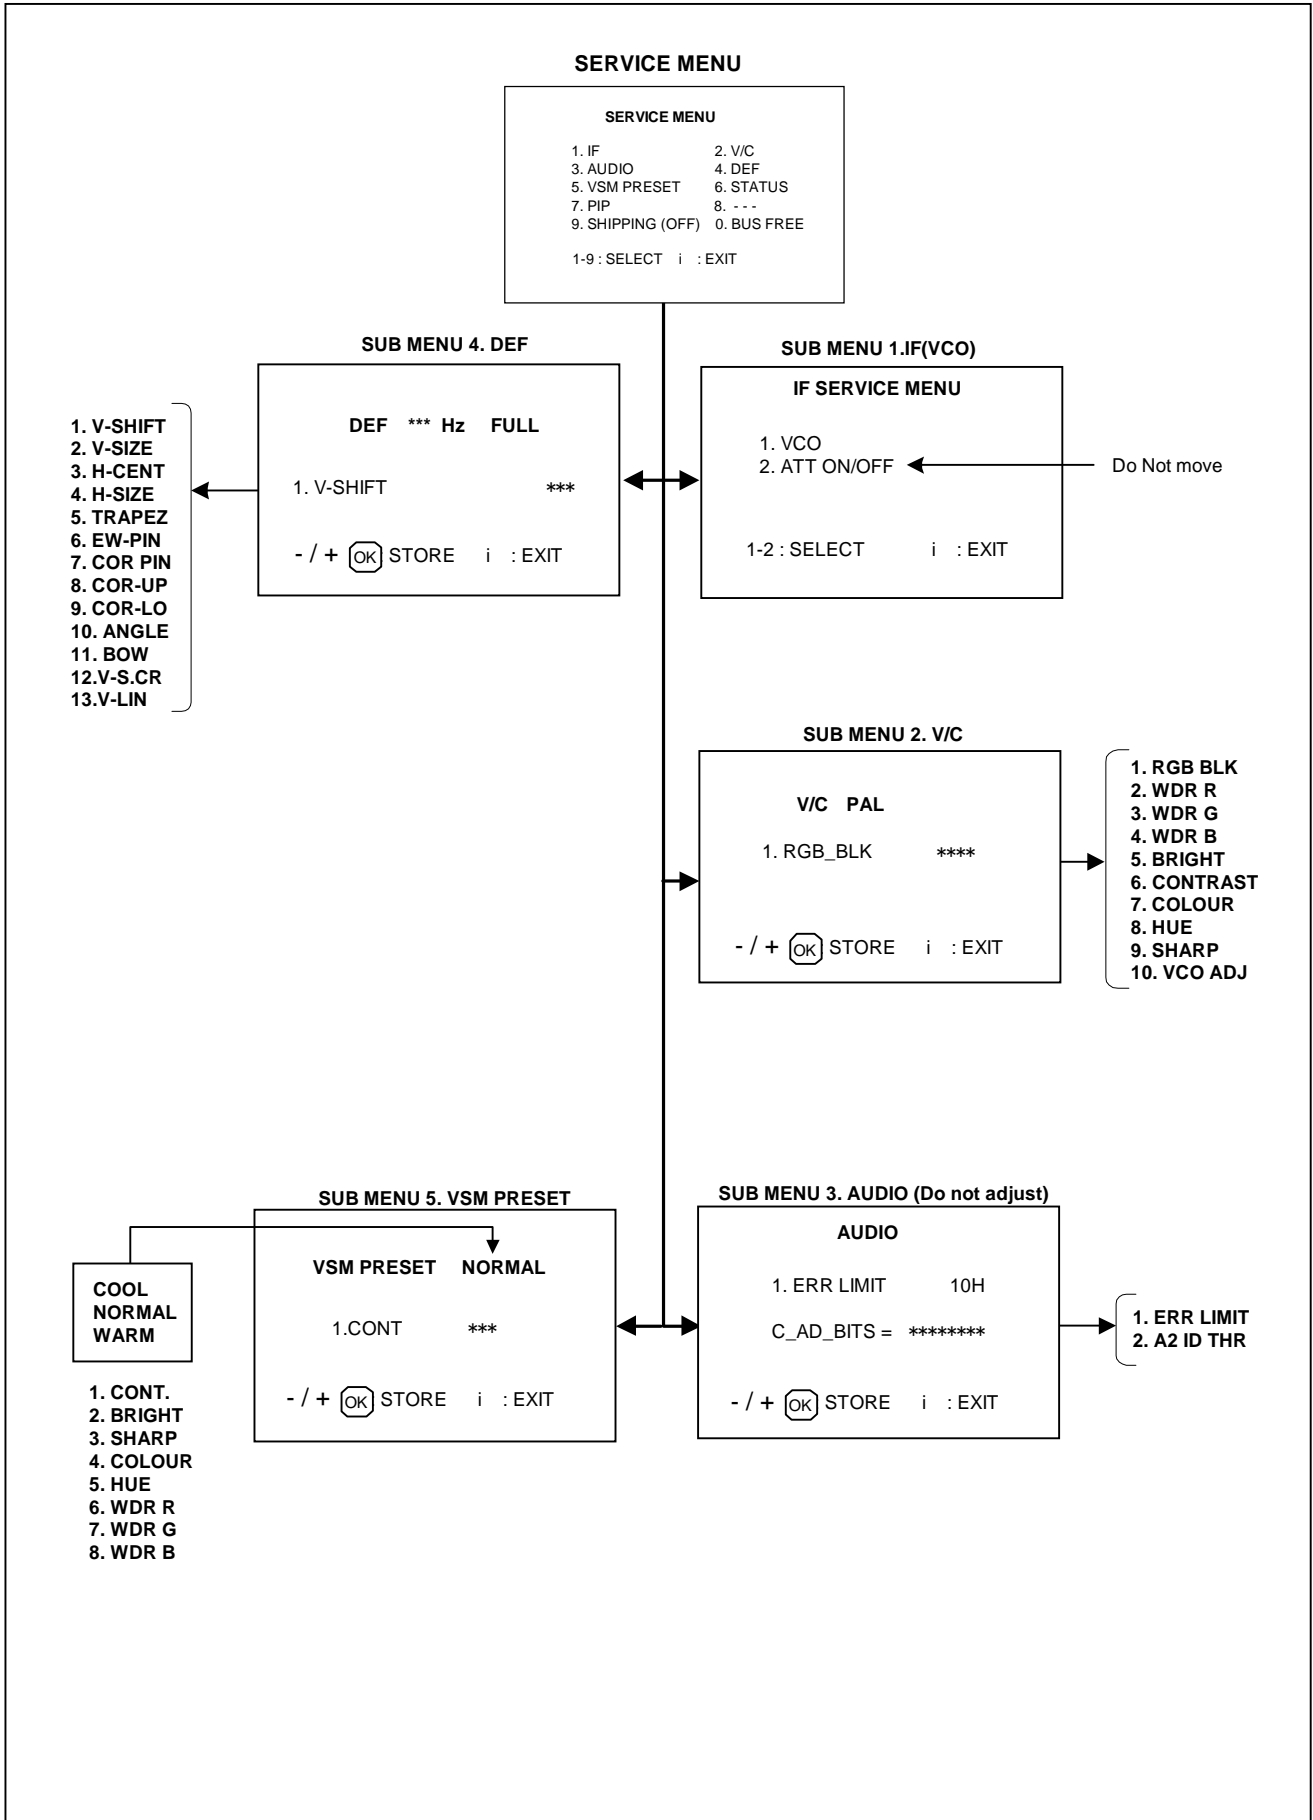 SERVICE MENU
SERVICE MENU
1. IF 2. V/C
3. AUDIO 4. DEF
5. VSM PRESET 6. STATUS
7. PIP 8. - - -
9. SHIPPING (OFF) 0. BUS FREE
1-9 : SELECT i : EXIT
SUB MENU 4. DEF
DEF *** Hz FULL
1. V-SHIFT ***
- / + OK STORE i : EXIT
1. V-SHIFT
2. V-SIZE
3. H-CENT
4. H-SIZE
5. TRAPEZ
6. EW-PIN
7. COR PIN
8. COR-UP
9. COR-LO
10. ANGLE
11. BOW
12.V-S.CR
13.V-LIN
SUB MENU 1.IF(VCO)
IF SERVICE MENU
1. VCO
2. ATT ON/OFF
Do Not move
1-2 : SELECT i : EXIT
SUB MENU 2. V/C
V/C PAL
1. RGB_BLK ****
- / + OK STORE i : EXIT
1. RGB BLK
2. WDR R
3. WDR G
4. WDR B
5. BRIGHT
6. CONTRAST
7. COLOUR
8. HUE
9. SHARP
10. VCO ADJ
SUB MENU 5. VSM PRESET
VSM PRESET NORMAL
1.CONT ***
- / + OK STORE i : EXIT
COOL
NORMAL
WARM
1. CONT.
2. BRIGHT
3. SHARP
4. COLOUR
5. HUE
6. WDR R
7. WDR G
8. WDR B
SUB MENU 3. AUDIO (Do not adjust)
AUDIO
1. ERR LIMIT 10H
C_AD_BITS = ********
- / + OK STORE i : EXIT
1. ERR LIMIT
2. A2 ID THR